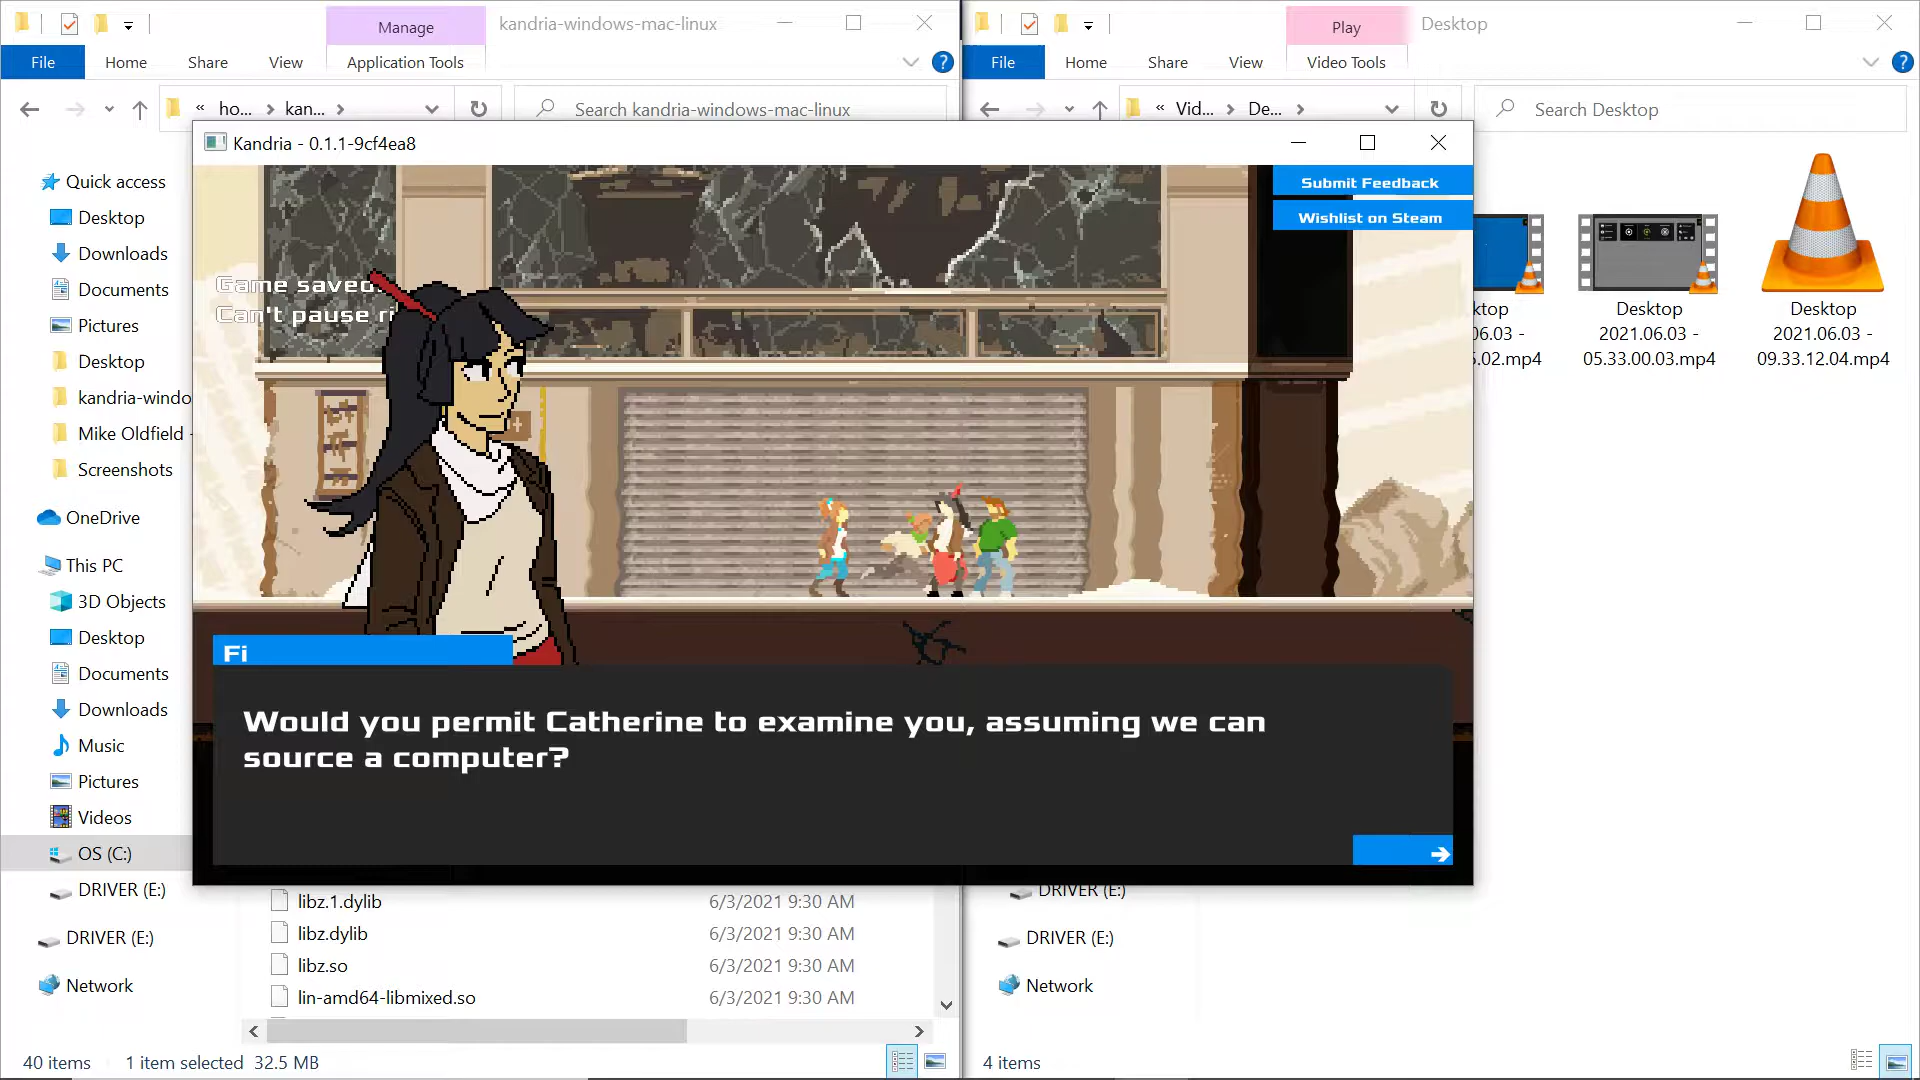 Manage
kandria-windows-mac-linux
File
Home
Share
View
Application Tools
« ho... > kan... >
Search kandria-windows-mac-linux
Play
Desktop
File
Home
Share
View
Video Tools
« Vid... > De... >
Search Desktop
Kandria - 0.1.1-9cf4ea8
Submit Feedback
Wishlist on Steam
Game saved.
Can't pause ri
Fi
Would you permit Catherine to examine you, assuming we can
source a computer?
Quick access
Desktop
Downloads
Documents
Pictures
Desktop
kandria-windo
Mike Oldfield -
Screenshots
OneDrive
This PC
3D Objects
Desktop
Documents
Downloads
Music
Pictures
Videos
OS (C:)
DRIVER (E:)
DRIVER (E:)
Network
libz.1.dylib 6/3/2021 9:30 AM
libz.dylib 6/3/2021 9:30 AM
libz.so 6/3/2021 9:30 AM
lin-amd64-libmixed.so 6/3/2021 9:30 AM
40 items 1 item selected 32.5 MB
ktop
06.03 -
5.02.mp4
Desktop
2021.06.03 -
05.33.00.03.mp4
Desktop
2021.06.03 -
09.33.12.04.mp4
DRIVER (E:)
DRIVER (E:)
Network
4 items